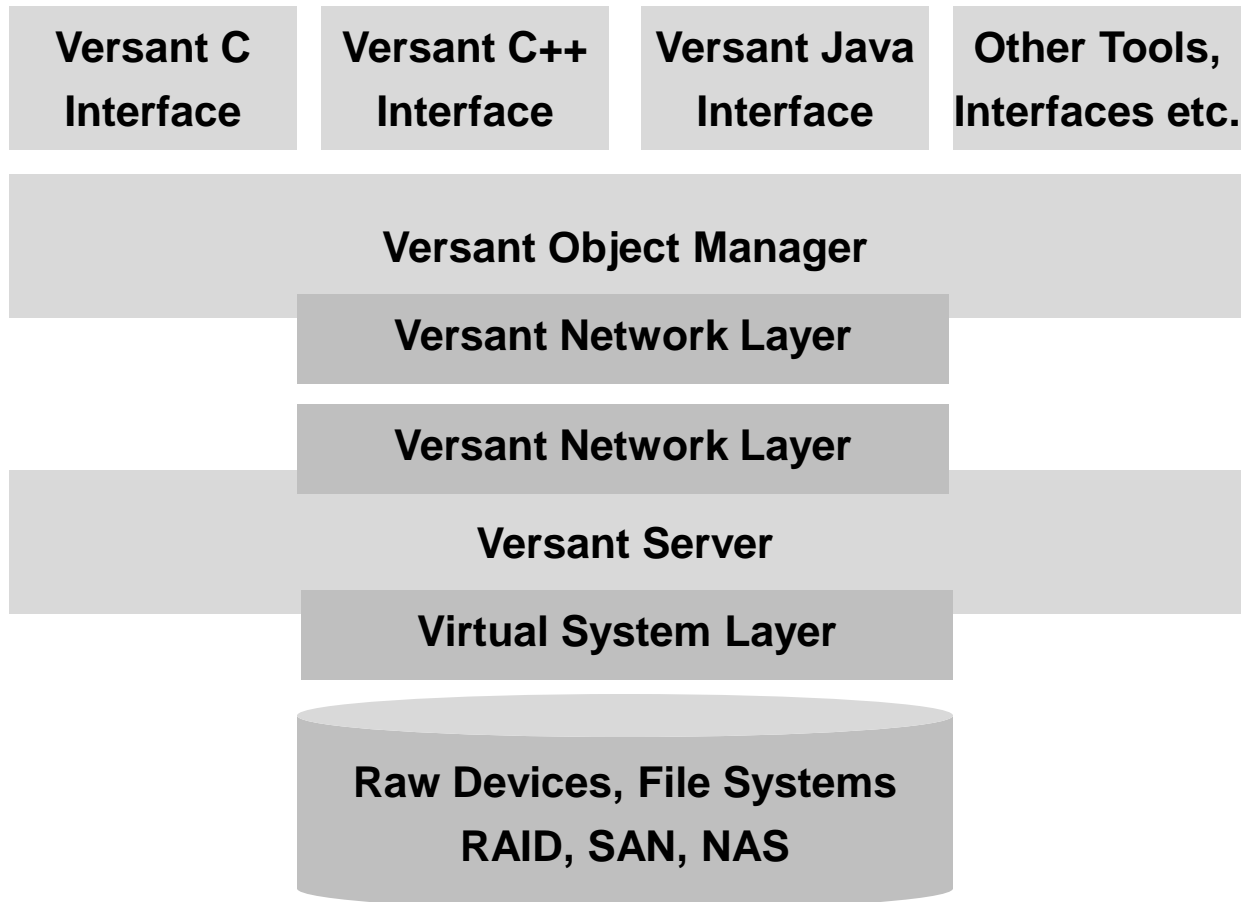 Versant C
Interface
Versant C++
Interface
Versant Java
Interface
Other Tools,
Interfaces etc.
Versant Object Manager
Versant Network Layer
Versant Network Layer
Versant Server
Virtual System Layer
Raw Devices, File Systems
RAID, SAN, NAS